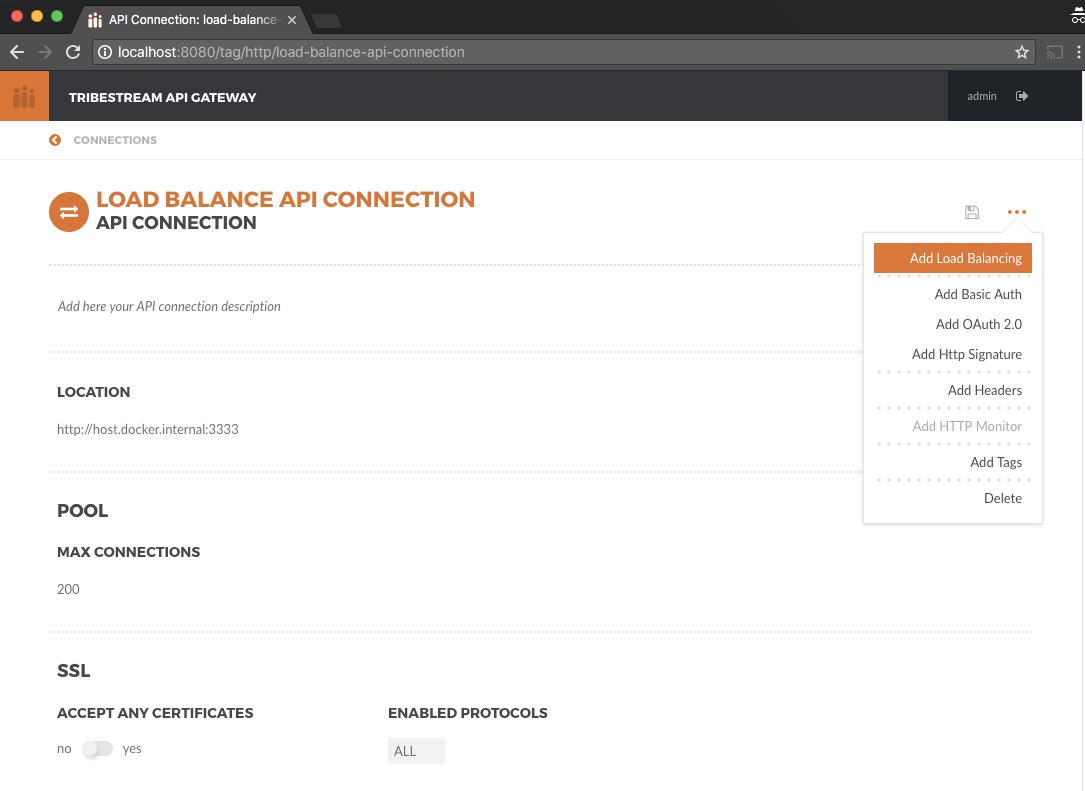 API Connection: load-balance-
localhost:8080/tag/http/load-balance-api-connection
TRIBESTREAM API GATEWAY
admin
CONNECTIONS
LOAD BALANCE API CONNECTION
API CONNECTION
Add Load Balancing
Add Basic Auth
Add OAuth 2.0
Add Http Signature
Add Headers
Add HTTP Monitor
Add Tags
Delete
Add here your API connection description
LOCATION
http://host.docker.internal:3333
POOL
MAX CONNECTIONS
200
SSL
ACCEPT ANY CERTIFICATES
no yes
ENABLED PROTOCOLS
ALL